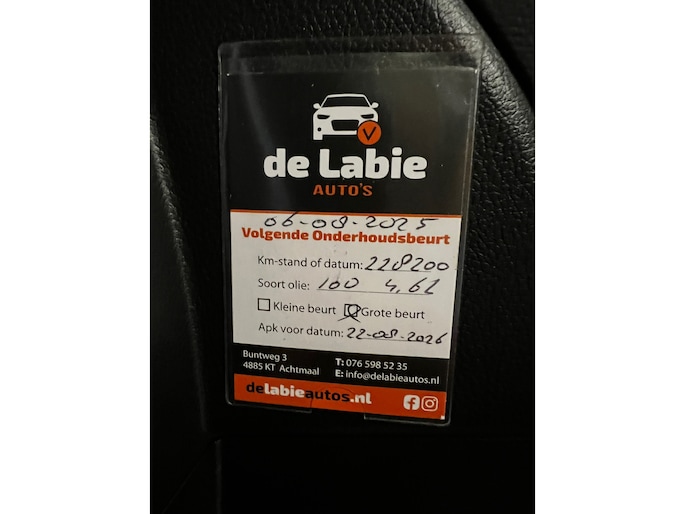 V
de Labie
AUTO'S
06-08-2025
Volgende Onderhoudsbeurt
Km-stand of datum: 228200
Soort olie: 100 4,6L
Kleine beurt Grote beurt
Apk voor datum: 22-08-2026
Buntweg 3 T: 076 598 52 35
4885 KT Achtmaal E: info@delabieautos.nl
delabieautos.nl